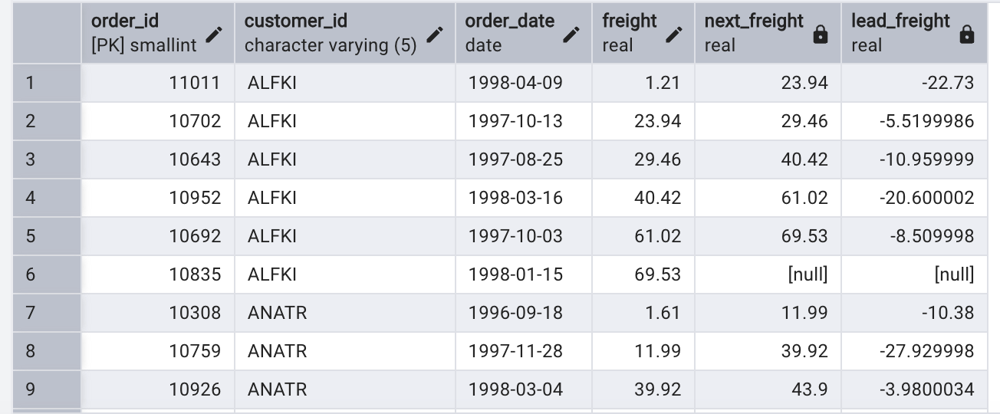 order_id customer_id order_date freight next_freight lead_freight
[PK] smallint character varying (5) date real real real
1 11011 ALFKI 1998-04-09 1.21 23.94 -22.73
2 10702 ALFKI 1997-10-13 23.94 29.46 -5.5199986
3 10643 ALFKI 1997-08-25 29.46 40.42 -10.959999
4 10952 ALFKI 1998-03-16 40.42 61.02 -20.600002
5 10692 ALFKI 1997-10-03 61.02 69.53 -8.509998
6 10835 ALFKI 1998-01-15 69.53 [null] [null]
7 10308 ANATR 1996-09-18 1.61 11.99 -10.38
8 10759 ANATR 1997-11-28 11.99 39.92 -27.929998
9 10926 ANATR 1998-03-04 39.92 43.9 -3.9800034